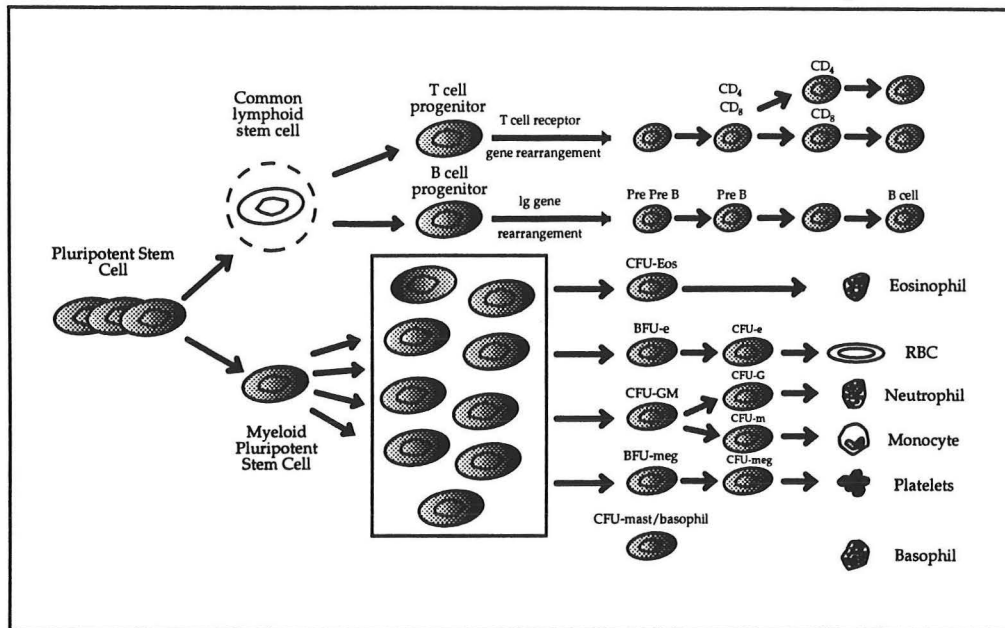 Common
lymphoid
stem cell
T cell
progenitor
T cell receptor
gene rearrangement
CD4
CD8
CD4
CD8
B cell
progenitor
Ig gene
rearrangement
Pre Pre B
Pre B
B cell
Pluripotent Stem
Cell
Myeloid
Pluripotent
Stem Cell
CFU-Eos
Eosinophil
BFU-e
CFU-e
RBC
CFU-GM
CFU-G
Neutrophil
CFU-m
Monocyte
BFU-meg
CFU-meg
Platelets
CFU-mast/basophil
Basophil